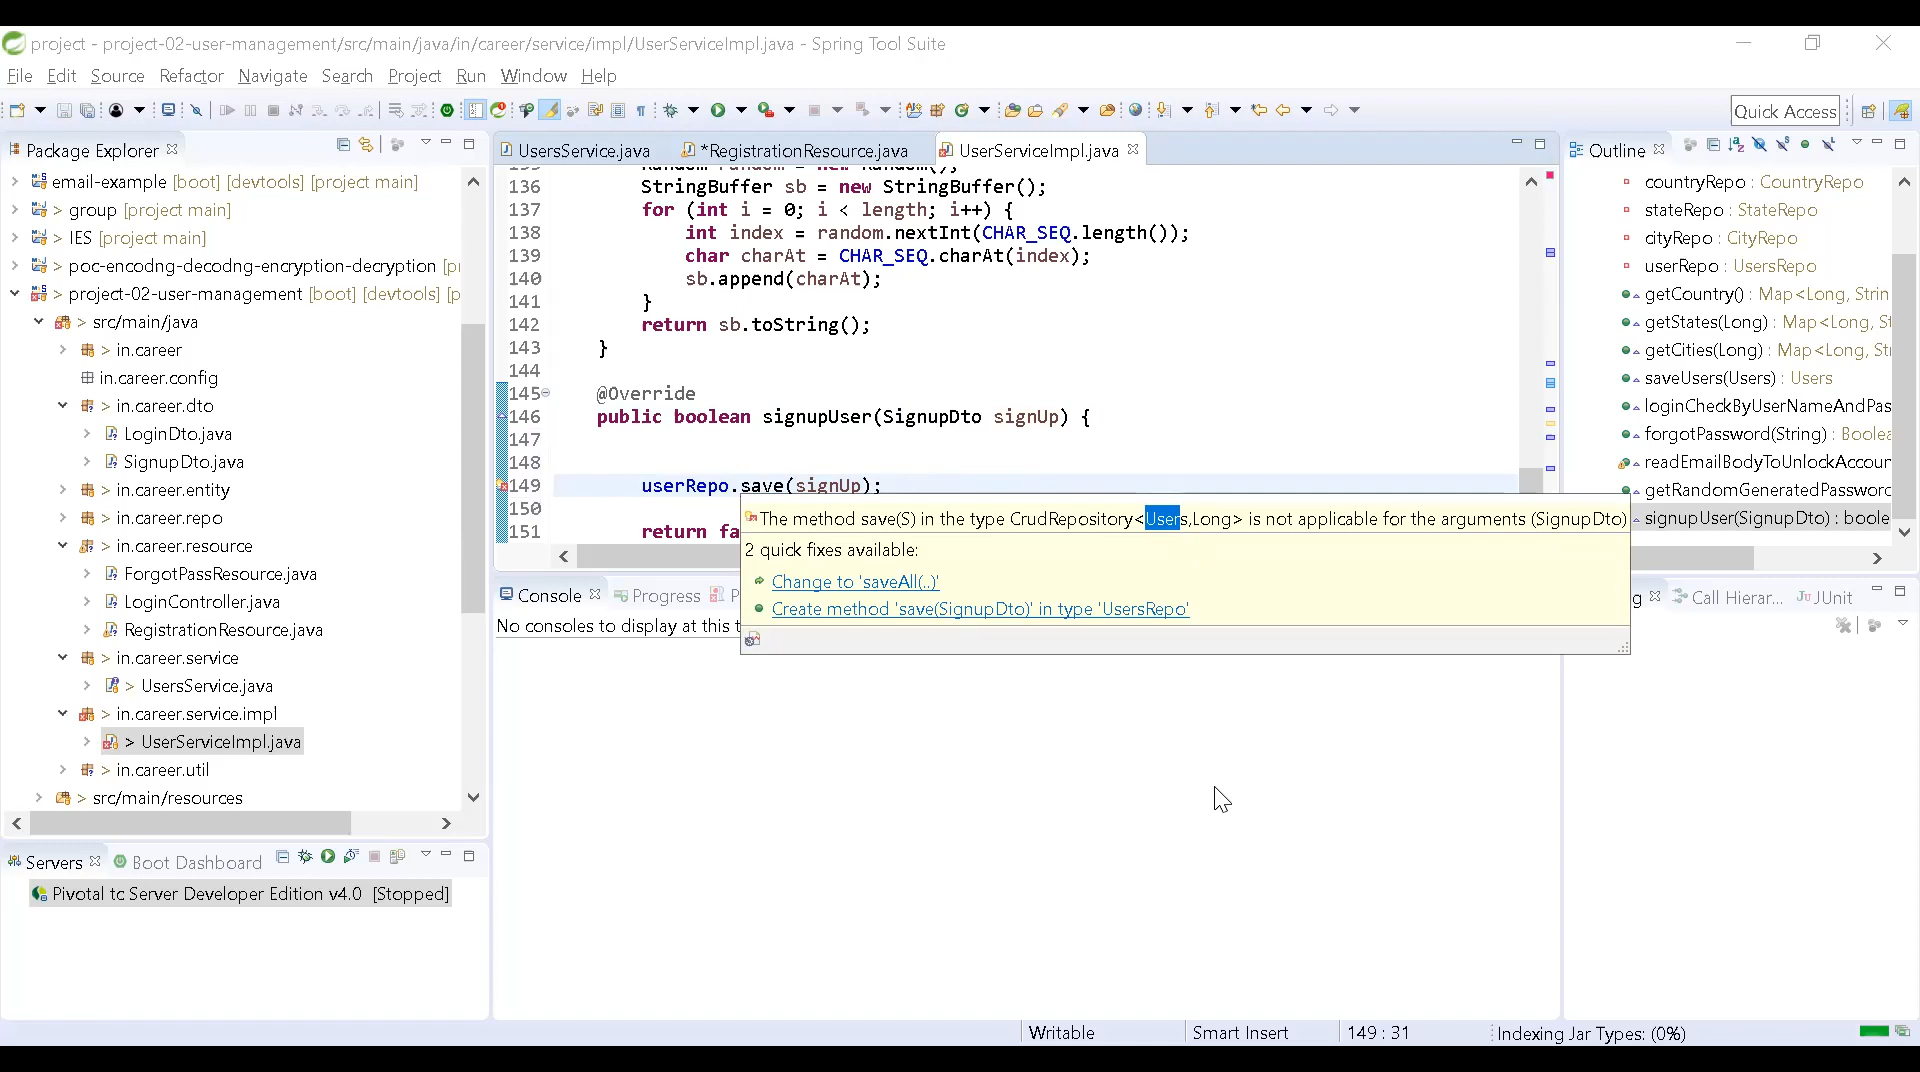 project - project-02-user-management/src/main/java/in/career/service/impl/UserServiceImpl.java - Spring Tool Suite
File Edit Source Refactor Navigate Search Project Run Window Help
Quick Access
Package Explorer
email-example [boot] [devtools] [project main]
> group [project main]
> IES [project main]
> poc-encodng-decodng-encryption-decryption [pr
> project-02-user-management [boot] [devtools] [p
> src/main/java
> in.career
in.career.config
> in.career.dto
LoginDto.java
SignupDto.java
> in.career.entity
> in.career.repo
> in.career.resource
ForgotPassResource.java
LoginController.java
RegistrationResource.java
> in.career.service
> UsersService.java
> in.career.service.impl
> UserServiceImpl.java
> in.career.util
> src/main/resources
Servers Boot Dashboard
Pivotal tc Server Developer Edition v4.0 [Stopped]
UsersService.java *RegistrationResource.java UserServiceImpl.java
136 StringBuffer sb = new StringBuffer();
137 for (int i = 0; i < length; i++) {
138 int index = random.nextInt(CHAR_SEQ.length());
139 char charAt = CHAR_SEQ.charAt(index);
140 sb.append(charAt);
141 }
142 return sb.toString();
143 }
144
145 @Override
146 public boolean signupUser(SignupDto signUp) {
147
148
149 userRepo.save(signUp);
150
151 return fa
The method save(S) in the type CrudRepository<Users,Long> is not applicable for the arguments (SignupDto)
2 quick fixes available:
Change to 'saveAll(..)'
Create method 'save(SignupDto)' in type 'UsersRepo'
Console Progress P
No consoles to display at this t
Outline
countryRepo : CountryRepo
stateRepo : StateRepo
cityRepo : CityRepo
userRepo : UsersRepo
getCountry() : Map<Long, Strin
getStates(Long) : Map<Long, St
getCities(Long) : Map<Long, Stri
saveUsers(Users) : Users
loginCheckByUserNameAndPas
forgotPassword(String) : Boolea
readEmailBodyToUnlockAccour
getRandomGeneratedPassword
signupUser(SignupDto) : boole
g Call Hierar... JUnit
Writable Smart Insert 149 : 31 Indexing Jar Types: (0%)